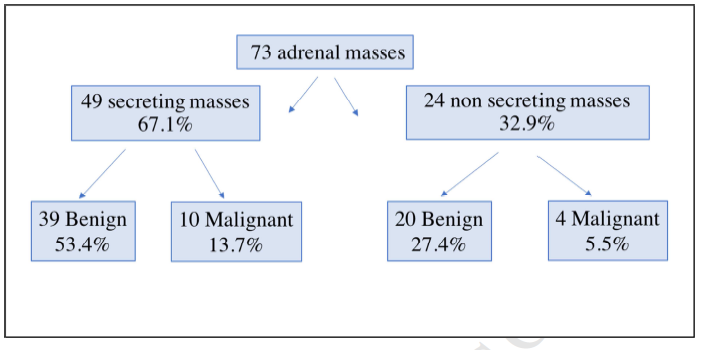 73 adrenal masses
49 secreting masses
67.1%
24 non secreting masses
32.9%
39 Benign
53.4%
10 Malignant
13.7%
20 Benign
27.4%
4 Malignant
5.5%